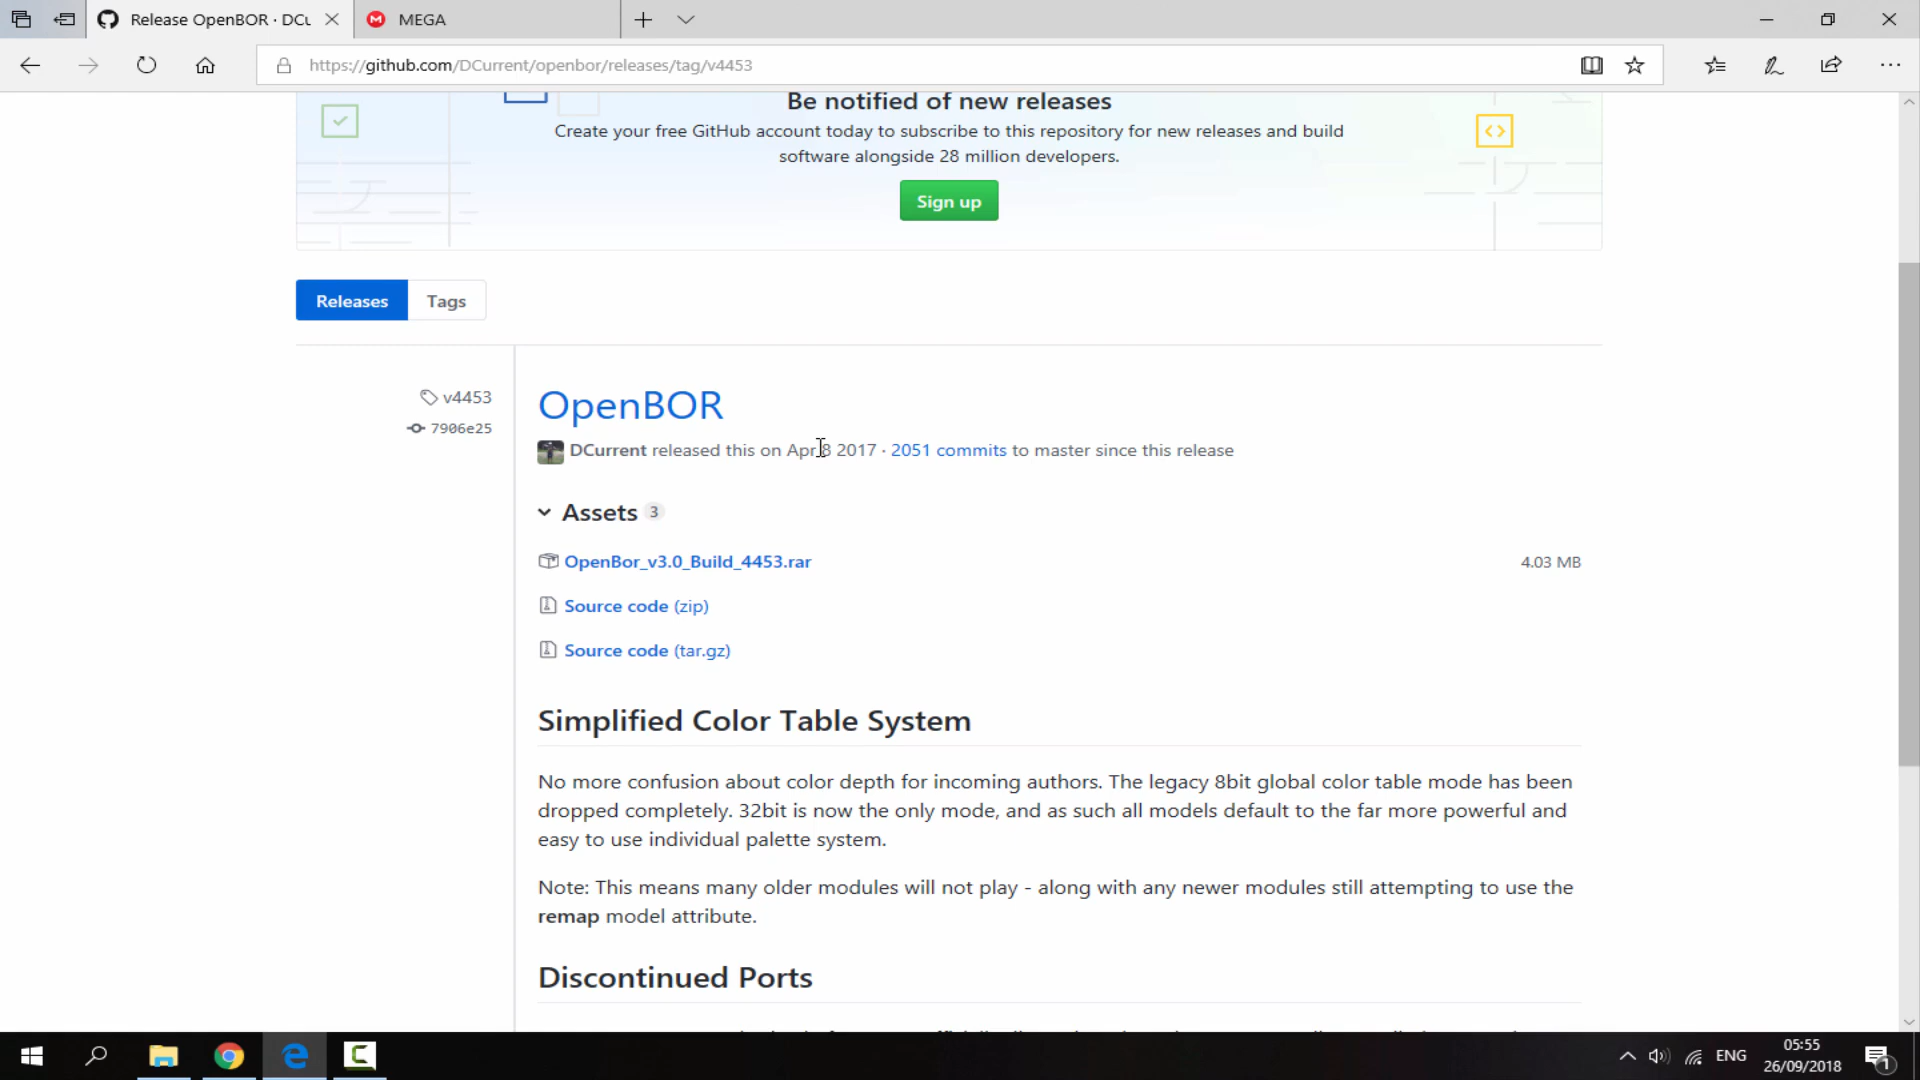 Release OpenBOR · DCu
MEGA
https://github.com/DCurrent/openbor/releases/tag/v4453
Be notified of new releases
Create your free GitHub account today to subscribe to this repository for new releases and build
software alongside 28 million developers.
Sign up
Releases
Tags
v4453
7906e25
OpenBOR
DCurrent released this on Apr 8 2017 · 2051 commits to master since this release
Assets 3
OpenBor_v3.0_Build_4453.rar
4.03 MB
Source code (zip)
Source code (tar.gz)
Simplified Color Table System
No more confusion about color depth for incoming authors. The legacy 8bit global color table mode has been
dropped completely. 32bit is now the only mode, and as such all models default to the far more powerful and
easy to use individual palette system.
Note: This means many older modules will not play - along with any newer modules still attempting to use the
remap model attribute.
Discontinued Ports
ENG
05:55
26/09/2018
1